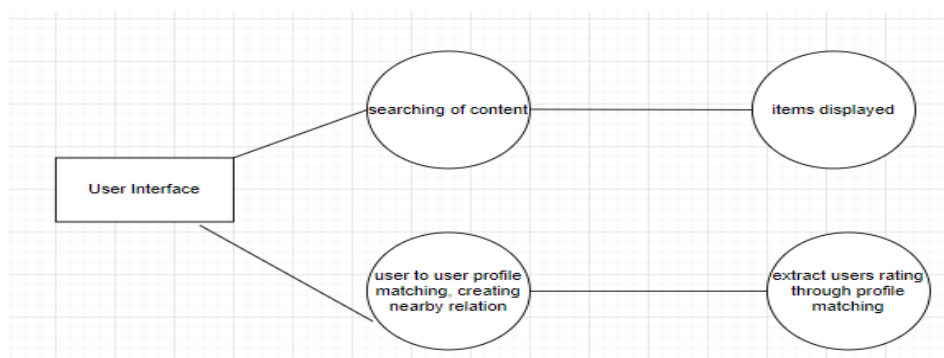 searching of content
items displayed
User Interface
user to user profile
matching, creating
nearby relation
extract users rating
through profile
matching